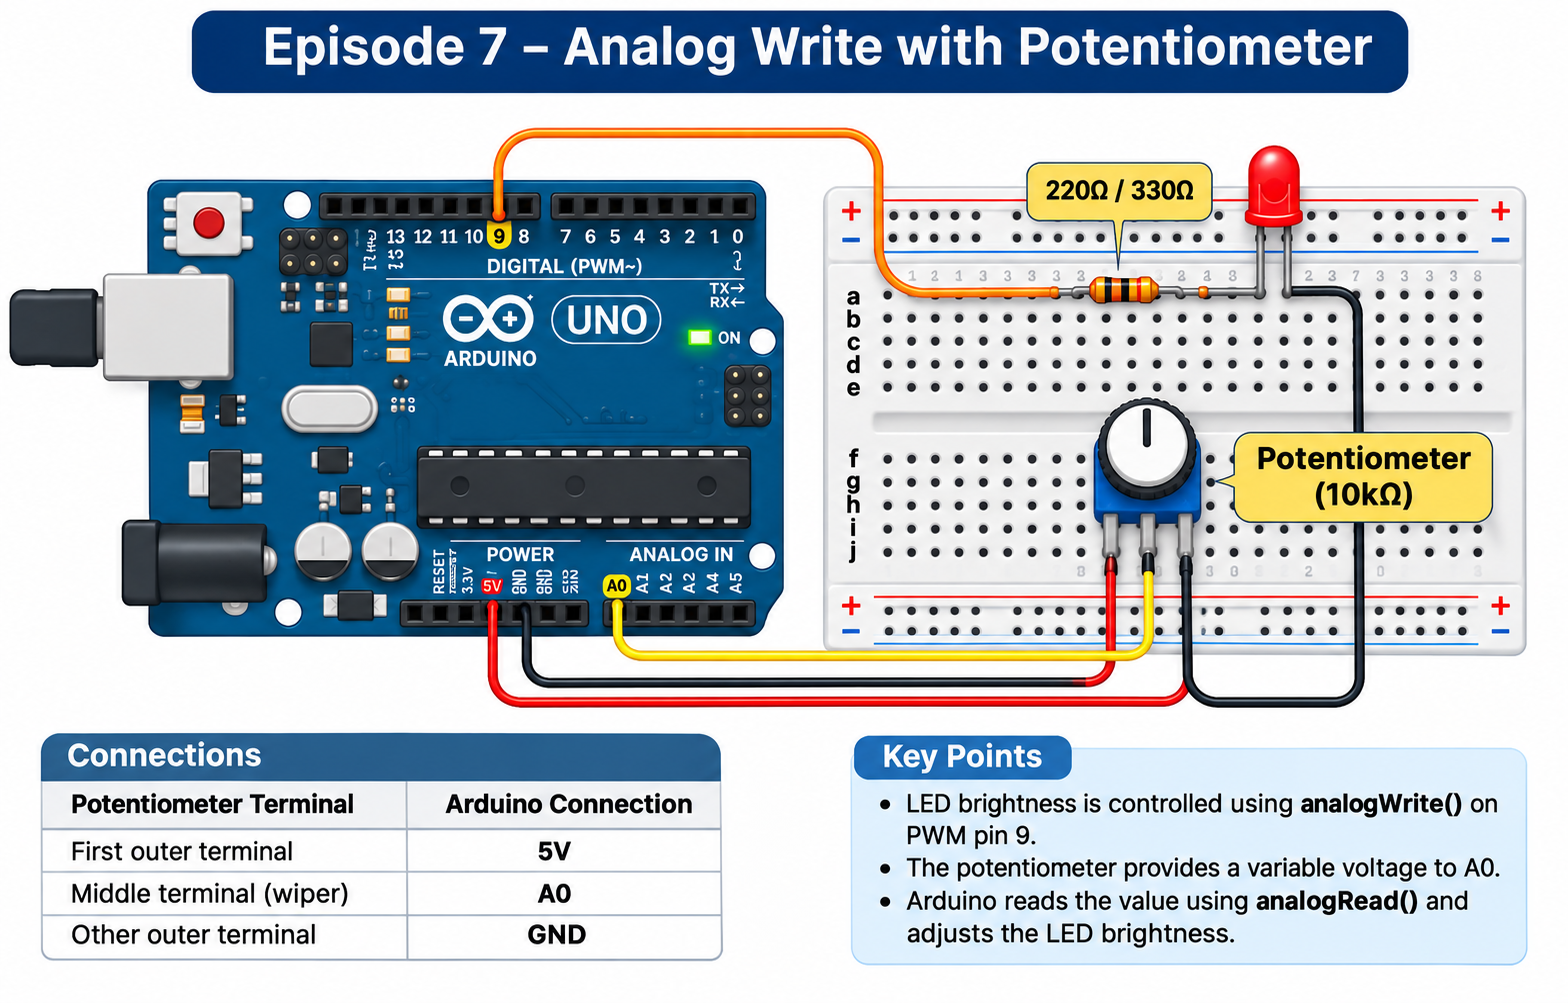 Episode 7 – Analog Write with Potentiometer
220Ω / 330Ω
13 12 11 10 9 8 7 6 5 4 3 2 1 0
DIGITAL (PWM~)
TX→
RX←
UNO
ON
ARDUINO
+ +
− −
a
b
c
d
e
f
g
h
i
j
Potentiometer
(10kΩ)
POWER
ANALOG IN
RESET
3.3V
5V
GND
GND
A0
A1
A2
A2
A4
A5
+ +
− −
Connections
Potentiometer Terminal Arduino Connection
First outer terminal 5V
Middle terminal (wiper) A0
Other outer terminal GND
Key Points
• LED brightness is controlled using analogWrite() on
PWM pin 9.
• The potentiometer provides a variable voltage to A0.
• Arduino reads the value using analogRead() and
adjusts the LED brightness.